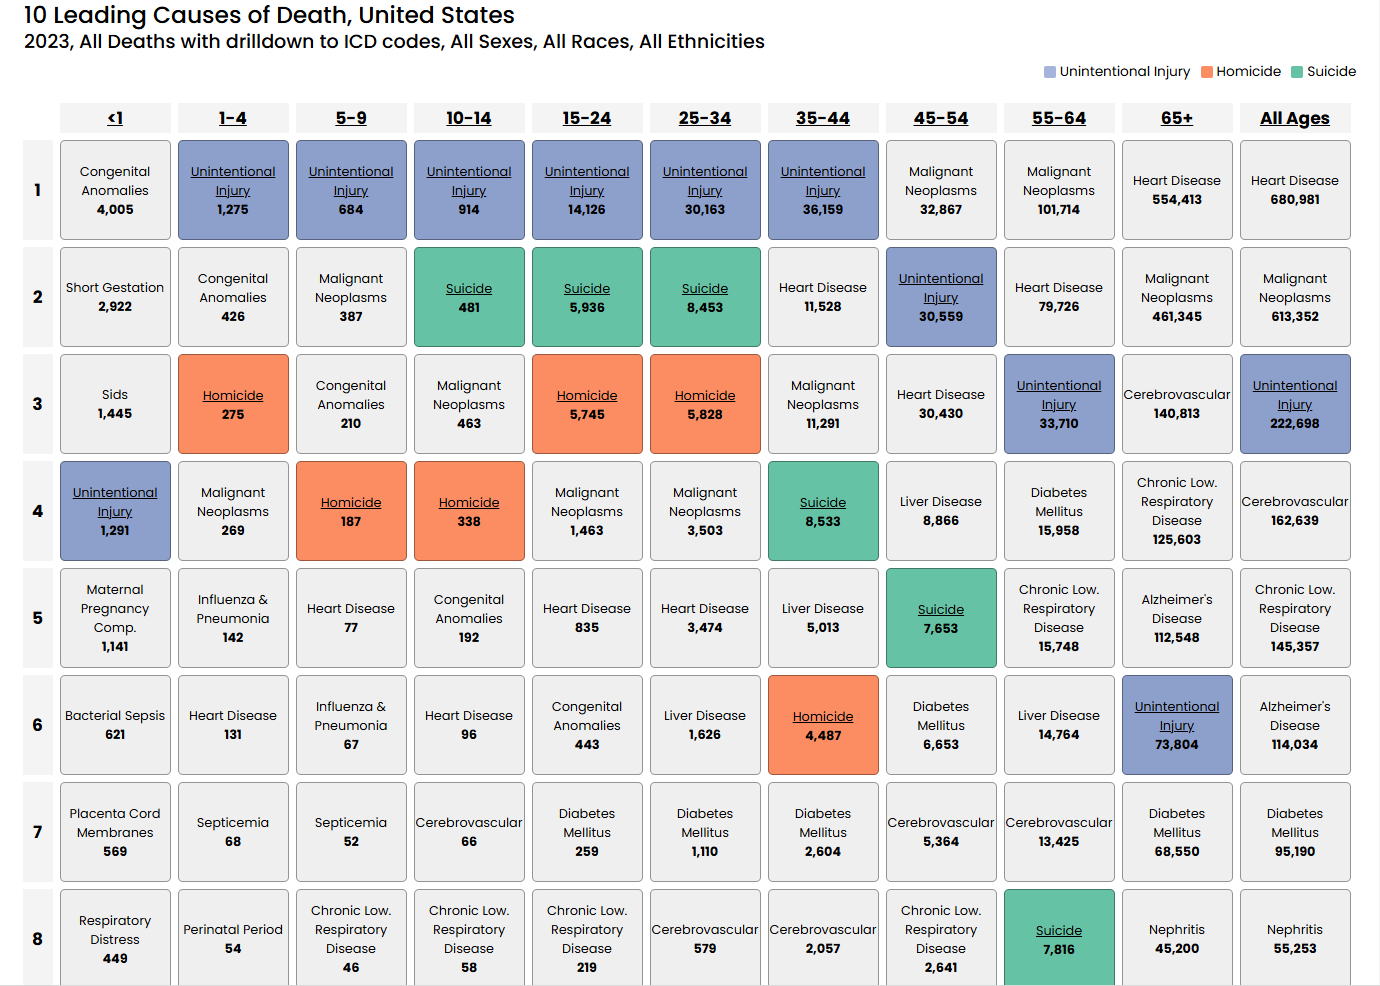 10 Leading Causes of Death, United States
2023, All Deaths with drilldown to ICD codes, All Sexes, All Races, All Ethnicities
Unintentional Injury Homicide Suicide
<1 1-4 5-9 10-14 15-24 25-34 35-44 45-54 55-64 65+ All Ages
1
Congenital
Anomalies
4,005
Unintentional
Injury
1,275
Unintentional
Injury
684
Unintentional
Injury
914
Unintentional
Injury
14,126
Unintentional
Injury
30,163
Unintentional
Injury
36,159
Malignant
Neoplasms
32,867
Malignant
Neoplasms
101,714
Heart Disease
554,413
Heart Disease
680,981
2
Short Gestation
2,922
Congenital
Anomalies
426
Malignant
Neoplasms
387
Suicide
481
Suicide
5,936
Suicide
8,453
Heart Disease
11,528
Unintentional
Injury
30,559
Heart Disease
79,726
Malignant
Neoplasms
461,345
Malignant
Neoplasms
613,352
3
Sids
1,445
Homicide
275
Congenital
Anomalies
210
Malignant
Neoplasms
463
Homicide
5,745
Homicide
5,828
Malignant
Neoplasms
11,291
Heart Disease
30,430
Unintentional
Injury
33,710
Cerebrovascular
140,813
Unintentional
Injury
222,698
4
Unintentional
Injury
1,291
Malignant
Neoplasms
269
Homicide
187
Homicide
338
Malignant
Neoplasms
1,463
Malignant
Neoplasms
3,503
Suicide
8,533
Liver Disease
8,866
Diabetes
Mellitus
15,958
Chronic Low.
Respiratory
Disease
125,603
Cerebrovascular
162,639
5
Maternal
Pregnancy
Comp.
1,141
Influenza &
Pneumonia
142
Heart Disease
77
Congenital
Anomalies
192
Heart Disease
835
Heart Disease
3,474
Liver Disease
5,013
Suicide
7,653
Chronic Low.
Respiratory
Disease
15,748
Alzheimer's
Disease
112,548
Chronic Low.
Respiratory
Disease
145,357
6
Bacterial Sepsis
621
Heart Disease
131
Influenza &
Pneumonia
67
Heart Disease
96
Congenital
Anomalies
443
Liver Disease
1,626
Homicide
4,487
Diabetes
Mellitus
6,653
Liver Disease
14,764
Unintentional
Injury
73,804
Alzheimer's
Disease
114,034
7
Placenta Cord
Membranes
569
Septicemia
68
Septicemia
52
Cerebrovascular
66
Diabetes
Mellitus
259
Diabetes
Mellitus
1,110
Diabetes
Mellitus
2,604
Cerebrovascular
5,364
Cerebrovascular
13,425
Diabetes
Mellitus
68,550
Diabetes
Mellitus
95,190
8
Respiratory
Distress
449
Perinatal Period
54
Chronic Low.
Respiratory
Disease
46
Chronic Low.
Respiratory
Disease
58
Chronic Low.
Respiratory
Disease
219
Cerebrovascular
579
Cerebrovascular
2,057
Chronic Low.
Respiratory
Disease
2,641
Suicide
7,816
Nephritis
45,200
Nephritis
55,253